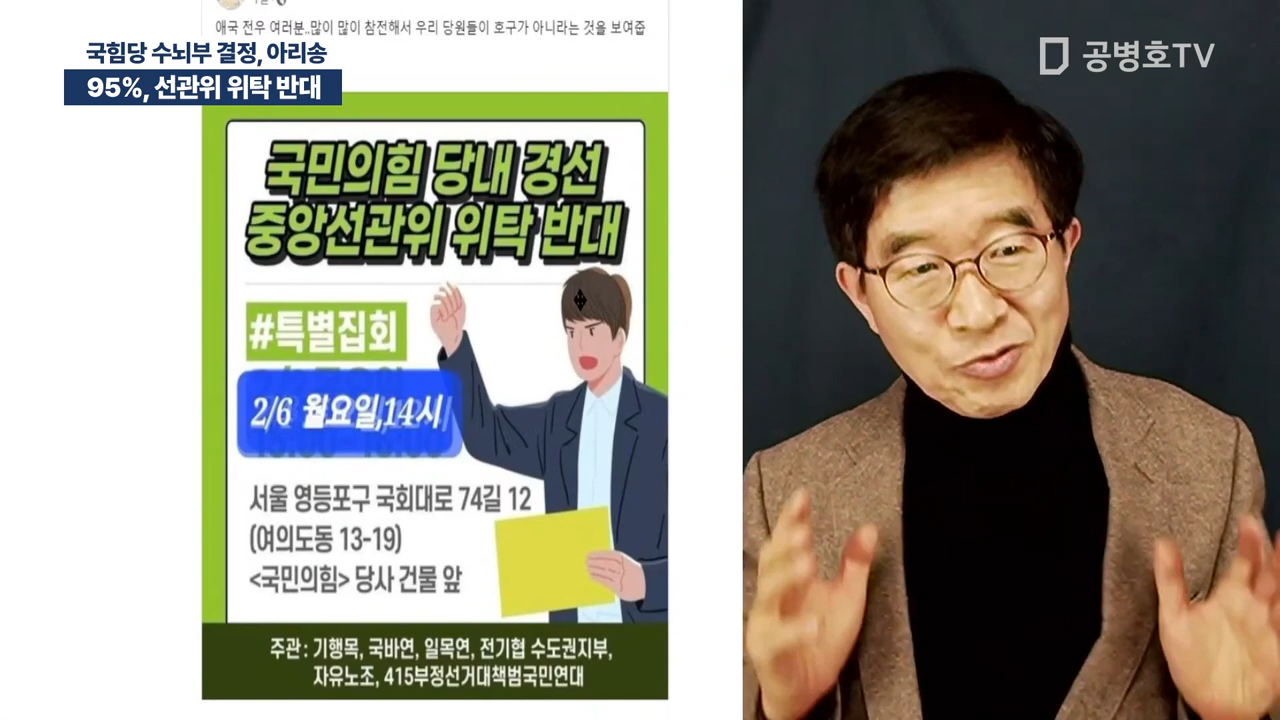 애국 전우 여러분..많이 많이 참전해서 우리 당원들이 호구가 아니라는 것을 보여줍
국힘당 수뇌부 결정, 아리송
95%, 선관위 위탁 반대
공병호TV
국민의힘 당내 경선
중앙선관위 위탁 반대
#특별집회
2/6 월요일,14시
서울 영등포구 국회대로 74길 12
(여의도동 13-19)
<국민의힘> 당사 건물 앞
주관 : 기행목, 국바연, 일목연, 전기협 수도권지부,
자유노조, 415부정선거대책범국민연대